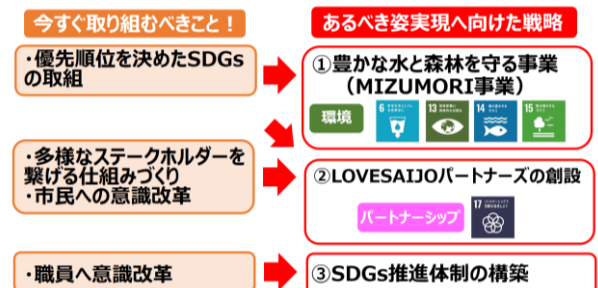 今すぐ取り組むべきこと！
あるべき姿実現へ向けた戦略
・優先順位を決めたSDGs
の取組
①豊かな水と森林を守る事業
（MIZUMORI事業）
環境
6
13
14
15
・多様なステークホルダーを
繋げる仕組みづくり
・市民への意識改革
②LOVESAIJOパートナーズの創設
パートナーシップ
17
・職員へ意識改革
③SDGs推進体制の構築